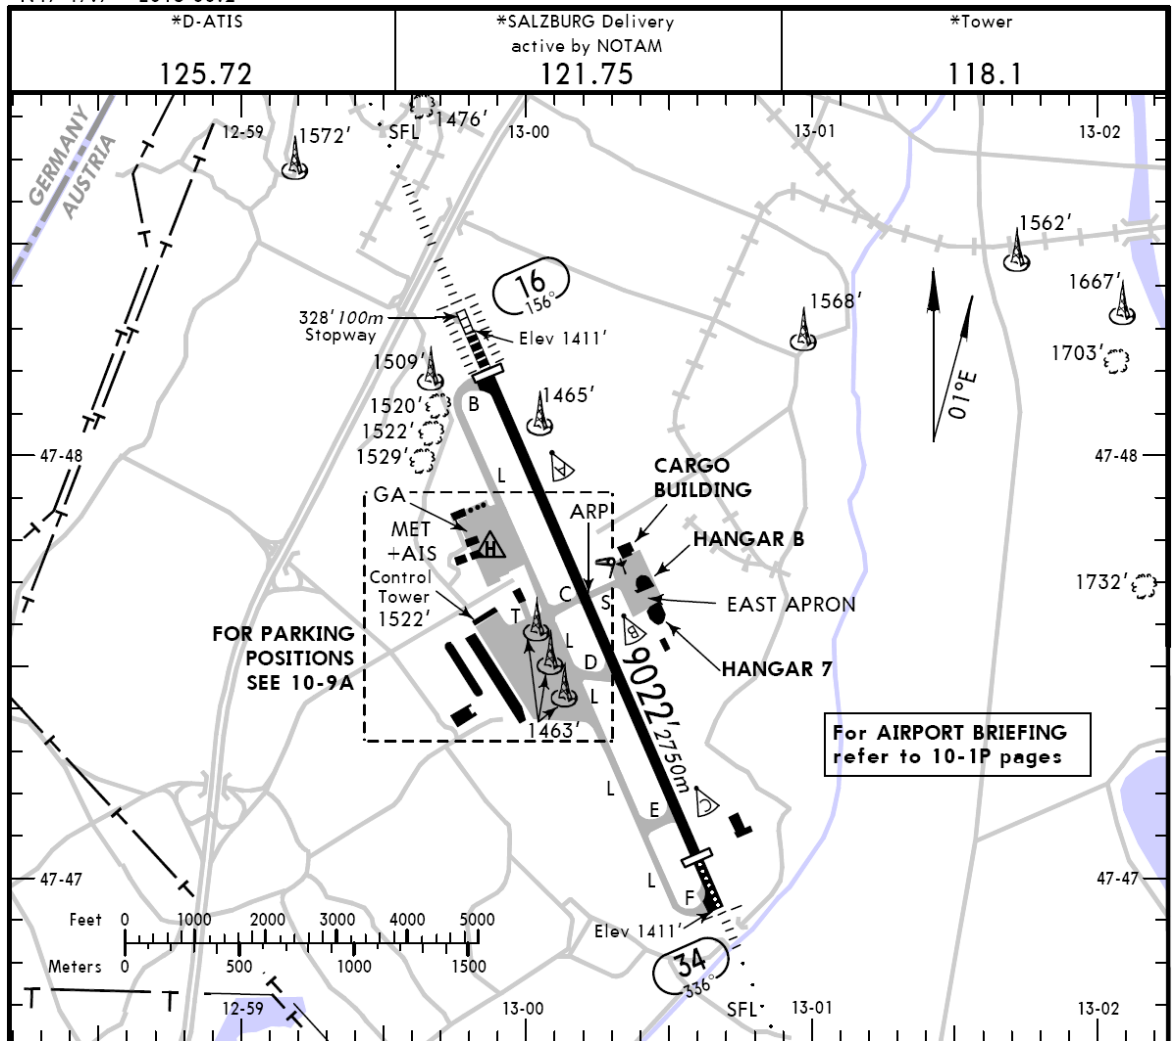 *D-ATIS
125.72
*SALZBURG Delivery
active by NOTAM
121.75
*Tower
118.1
GERMANY
AUSTRIA
12-59
1572'
SFL
1476'
13-00
13-01
13-02
1562'
1667'
1568'
1703'
01°E
16
156°
328' 100m
Stopway
Elev 1411'
1509'
1520'
1522'
1529'
B
1465'
A
47-48
47-48
L
CARGO
BUILDING
GA
ARP
MET
+AIS
H
HANGAR B
Control
Tower
1522'
C
S
T
EAST APRON
1732'
FOR PARKING
POSITIONS
SEE 10-9A
L
B
D
HANGAR 7
L
1463'
9022' 2750m
For AIRPORT BRIEFING
refer to 10-1P pages
L
C
E
47-47
47-47
L
F
Feet 0 1000 2000 3000 4000 5000
Meters 0 500 1000 1500
Elev 1411'
34
336°
T
T
12-59
13-00
SFL
13-01
13-02